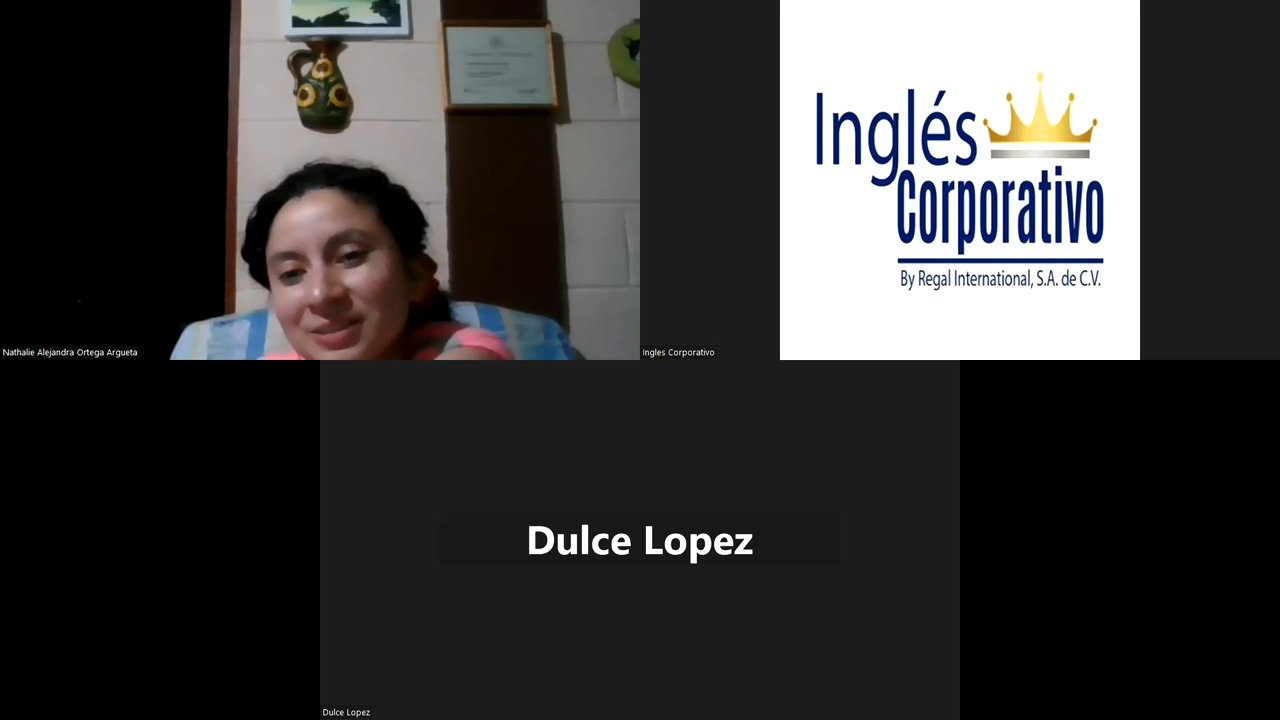 Nathalie Alejandra Ortega Argueta
Inglés
Corporativo
By Regal International, S.A. de C.V.
Ingles Corporativo
Dulce Lopez
Dulce Lopez